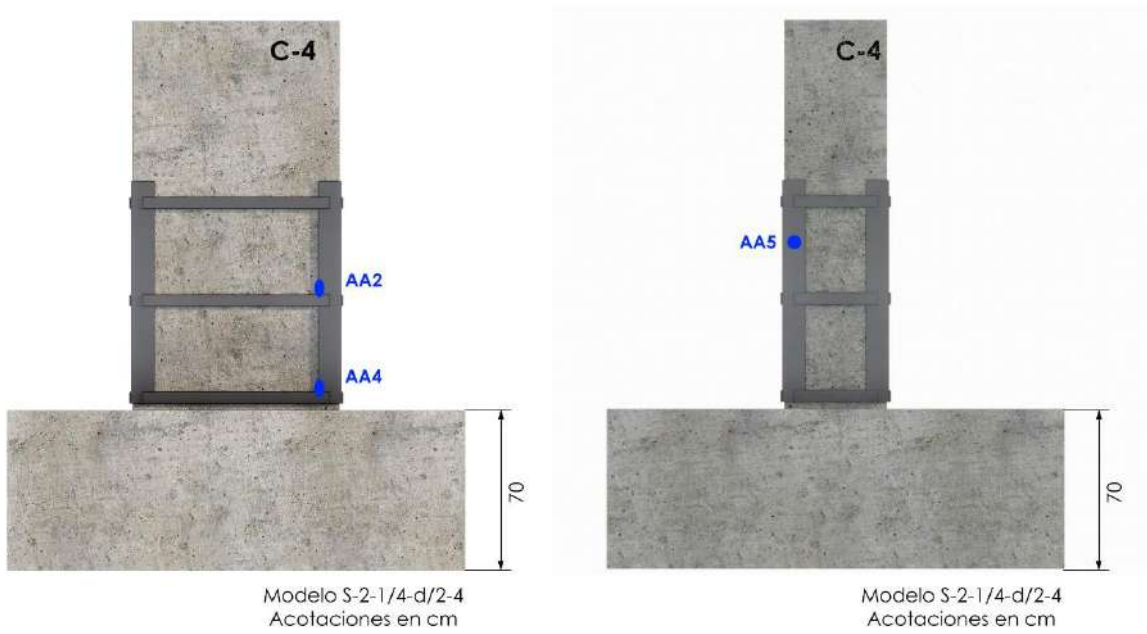 C-4
AA2
AA4
70
Modelo S-2-1/4-d/2-4
Acotaciones en cm
C-4
AA5
70
Modelo S-2-1/4-d/2-4
Acotaciones en cm